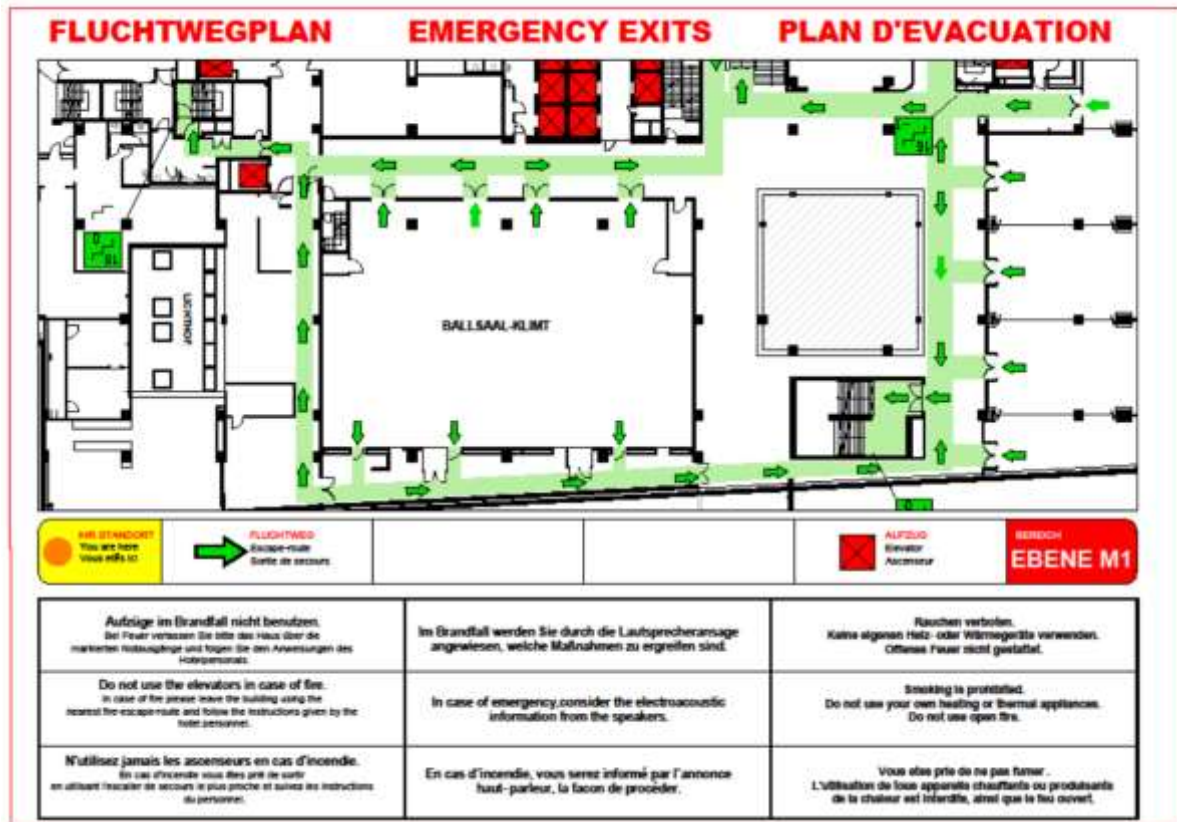 FLUCHTWEGPLAN EMERGENCY EXITS PLAN D'EVACUATION
LICHTHOF
BALLSAAL-KLIMT
IHR STANDORT
You are here
Vous etês ici
FLUCHTWEG
Escape-route
Sortie de secours
AUFZUG
Elevator
Ascenseur
BEREICH
EBENE M1
Aufzüge im Brandfall nicht benutzen.
Bei Feuer verlassen Sie bitte das Haus über die
markierten Notausgänge und folgen Sie den Anweisungen des
Hotelpersonals.
Im Brandfall werden Sie durch die Lautsprecheransage
angewiesen, welche Maßnahmen zu ergreifen sind.
Rauchen verboten.
Keine eigenen Heiz- oder Wärmegeräte verwenden.
Offenes Feuer nicht gestattet.
Do not use the elevators in case of fire.
In case of fire please leave the building using the
nearest fire-escape-route and follow the instructions given by the
hotel personnel.
In case of emergency,consider the electroacoustic
information from the speakers.
Smoking is prohibited.
Do not use your own heating or thermal appliances.
Do not use open fire.
N'utilisez jamais les ascenseurs en cas d'incendie.
En cas d'incendie vous êtes prié de sortir
en utilisant l'escalier de secours le plus proche et suivez les instructions
du personnel.
En cas d'incendie, vous serez informé par l'annonce
haut-parleur, la facon de procéder.
Vous etes prie de ne pas fumer .
L'utilisation de tous appareils chauffants ou produisants
de la chaleur est interdite, ainsi que le feu ouvert.